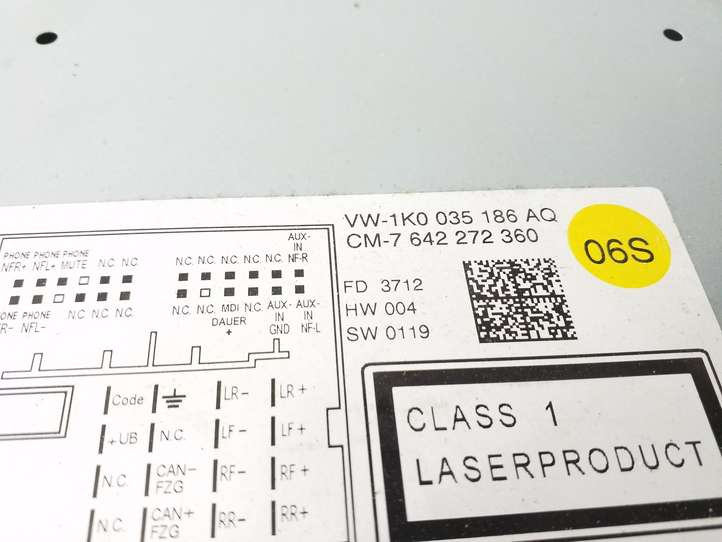 VW-1K0 035 186 AQ
CM-7 642 272 360
06S
FD 3712
HW 004
SW 0119
PHONE PHONE PHONE
NFR+ NFL+ MUTE N.C. N.C. N.C. N.C. N.C. N.C. N.C. AUX-IN NF-R
PHONE PHONE
NFL- N.C. N.C. N.C. N.C. N.C. MDI N.C. AUX- AUX-
DAUER IN IN
+ GND NF-L
Code LR- LR+
+UB N.C. LF- LF+
N.C. CAN- RF- RF+
FZG
N.C. CAN+ RR- RR+
FZG
CLASS 1
LASERPRODUCT